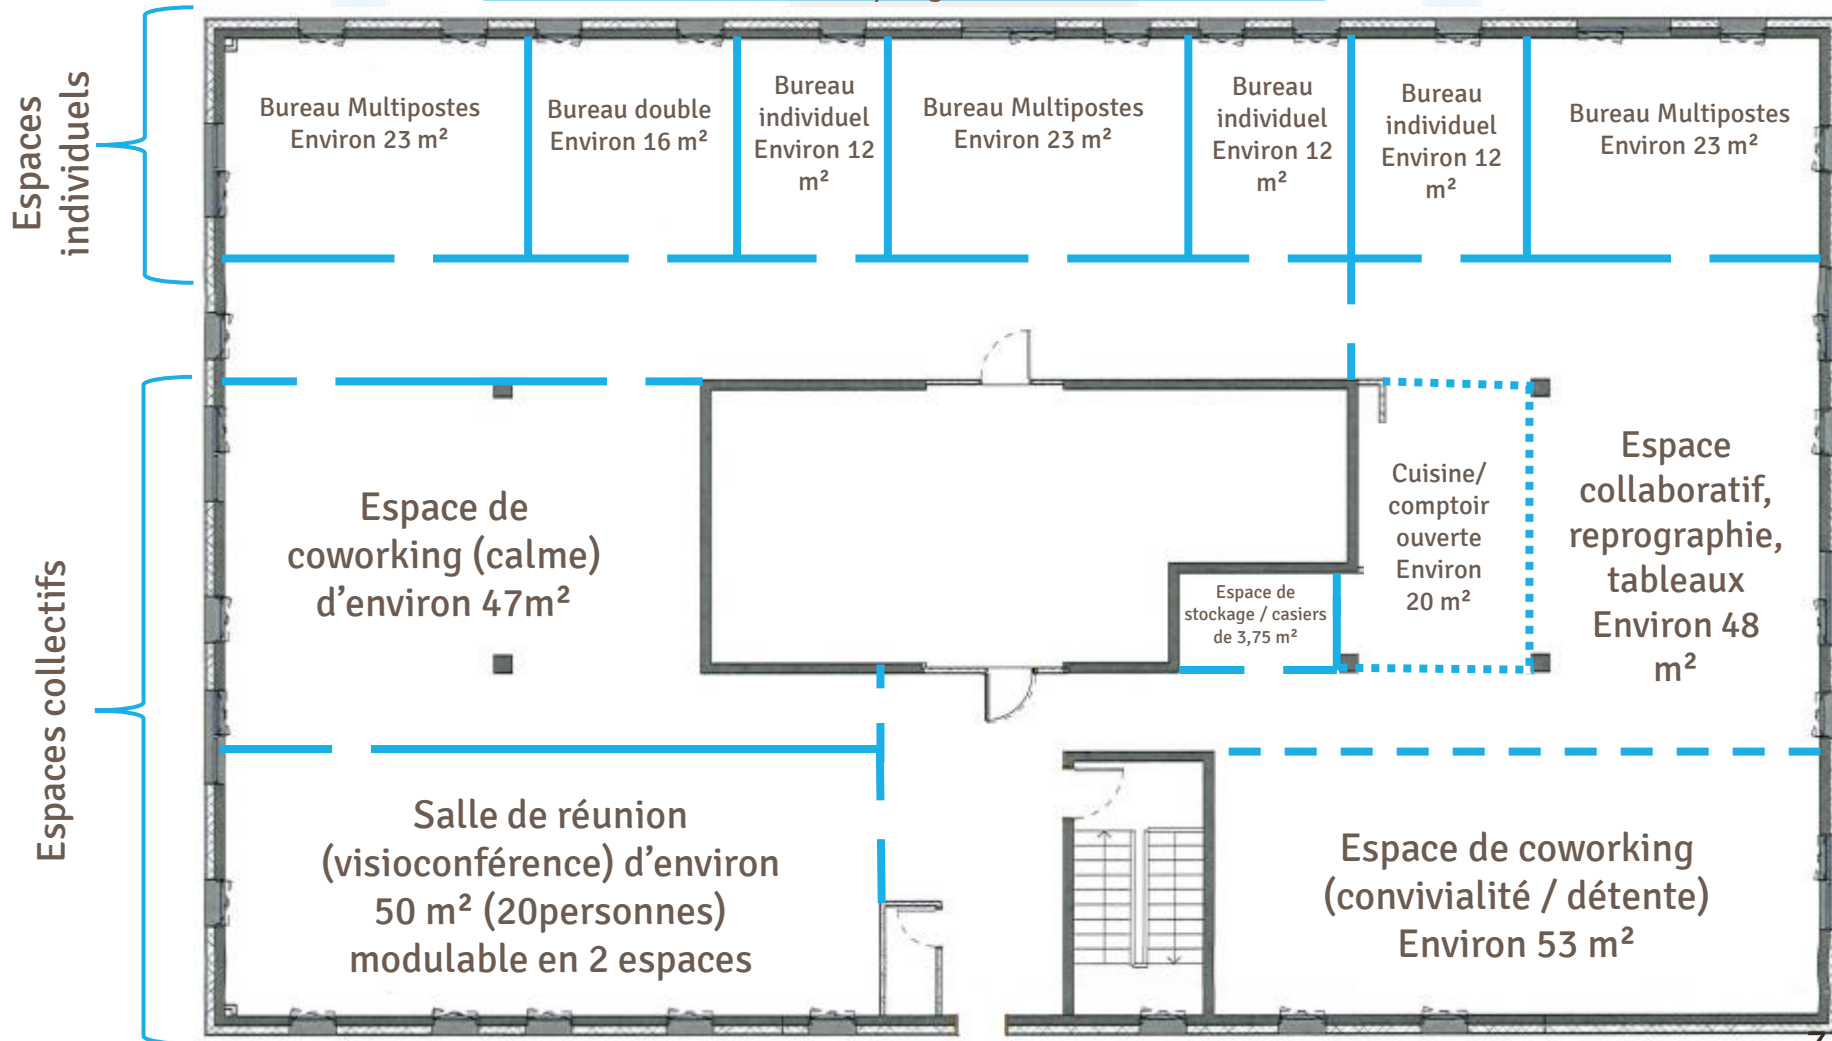 Espaces
individuels
Bureau Multipostes
Environ 23 m²
Bureau double
Environ 16 m²
Bureau
individuel
Environ 12
m²
Bureau Multipostes
Environ 23 m²
Bureau
individuel
Environ 12
m²
Bureau
individuel
Environ 12
m²
Bureau Multipostes
Environ 23 m²
Espaces collectifs
Espace de
coworking (calme)
d'environ 47m²
Cuisine/
comptoir
ouverte
Environ
20 m²
Espace
collaboratif,
reprographie,
tableaux
Environ 48
m²
Espace de
stockage / casiers
de 3,75 m²
Salle de réunion
(visioconférence) d'environ
50 m² (20personnes)
modulable en 2 espaces
Espace de coworking
(convivialité / détente)
Environ 53 m²